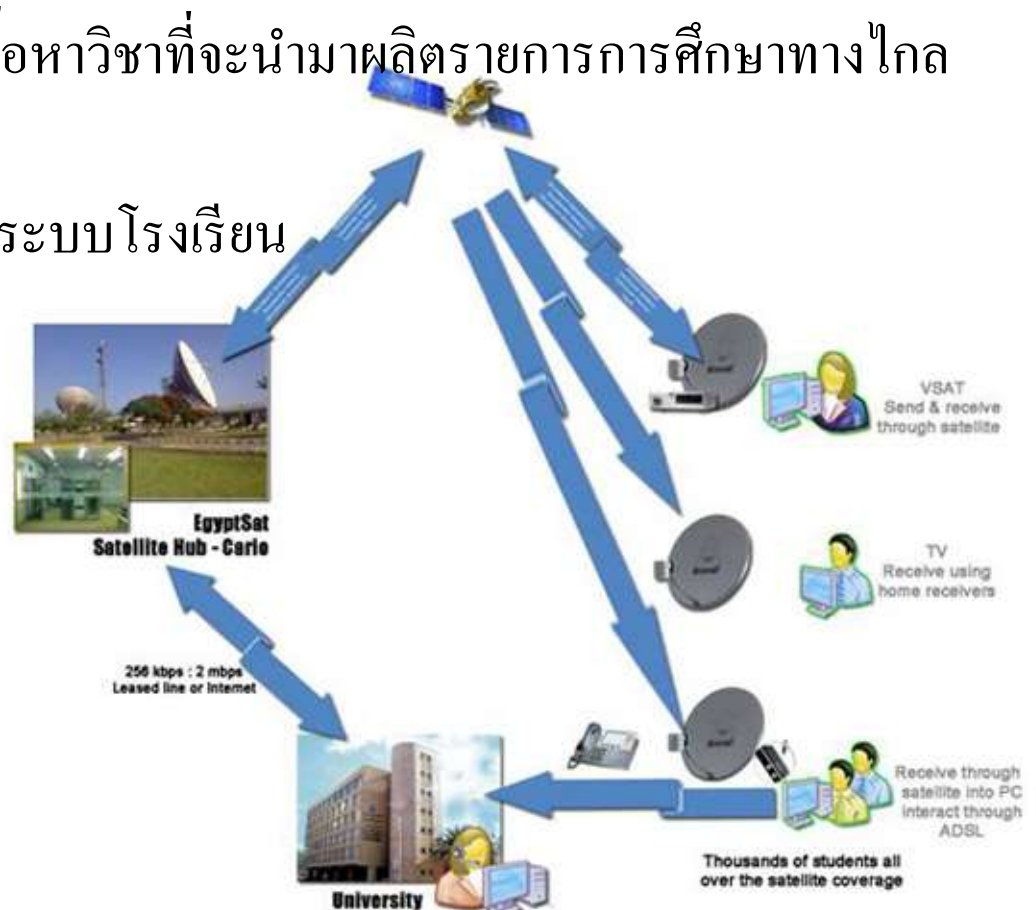 อหาวิชาที่จะนำมาผลิตรายการการศึกษาทางไกล
ระบบโรงเรียน
VSAT
Send & receive
through satellite
EgyptSat
Satellite Hub - Cario
TV
Receive using
home receivers
256 kbps : 2 mbps
Leased line or Internet
Receive through
satellite into PC
interact through
ADSL
Thousands of students all
over the satellite coverage
University